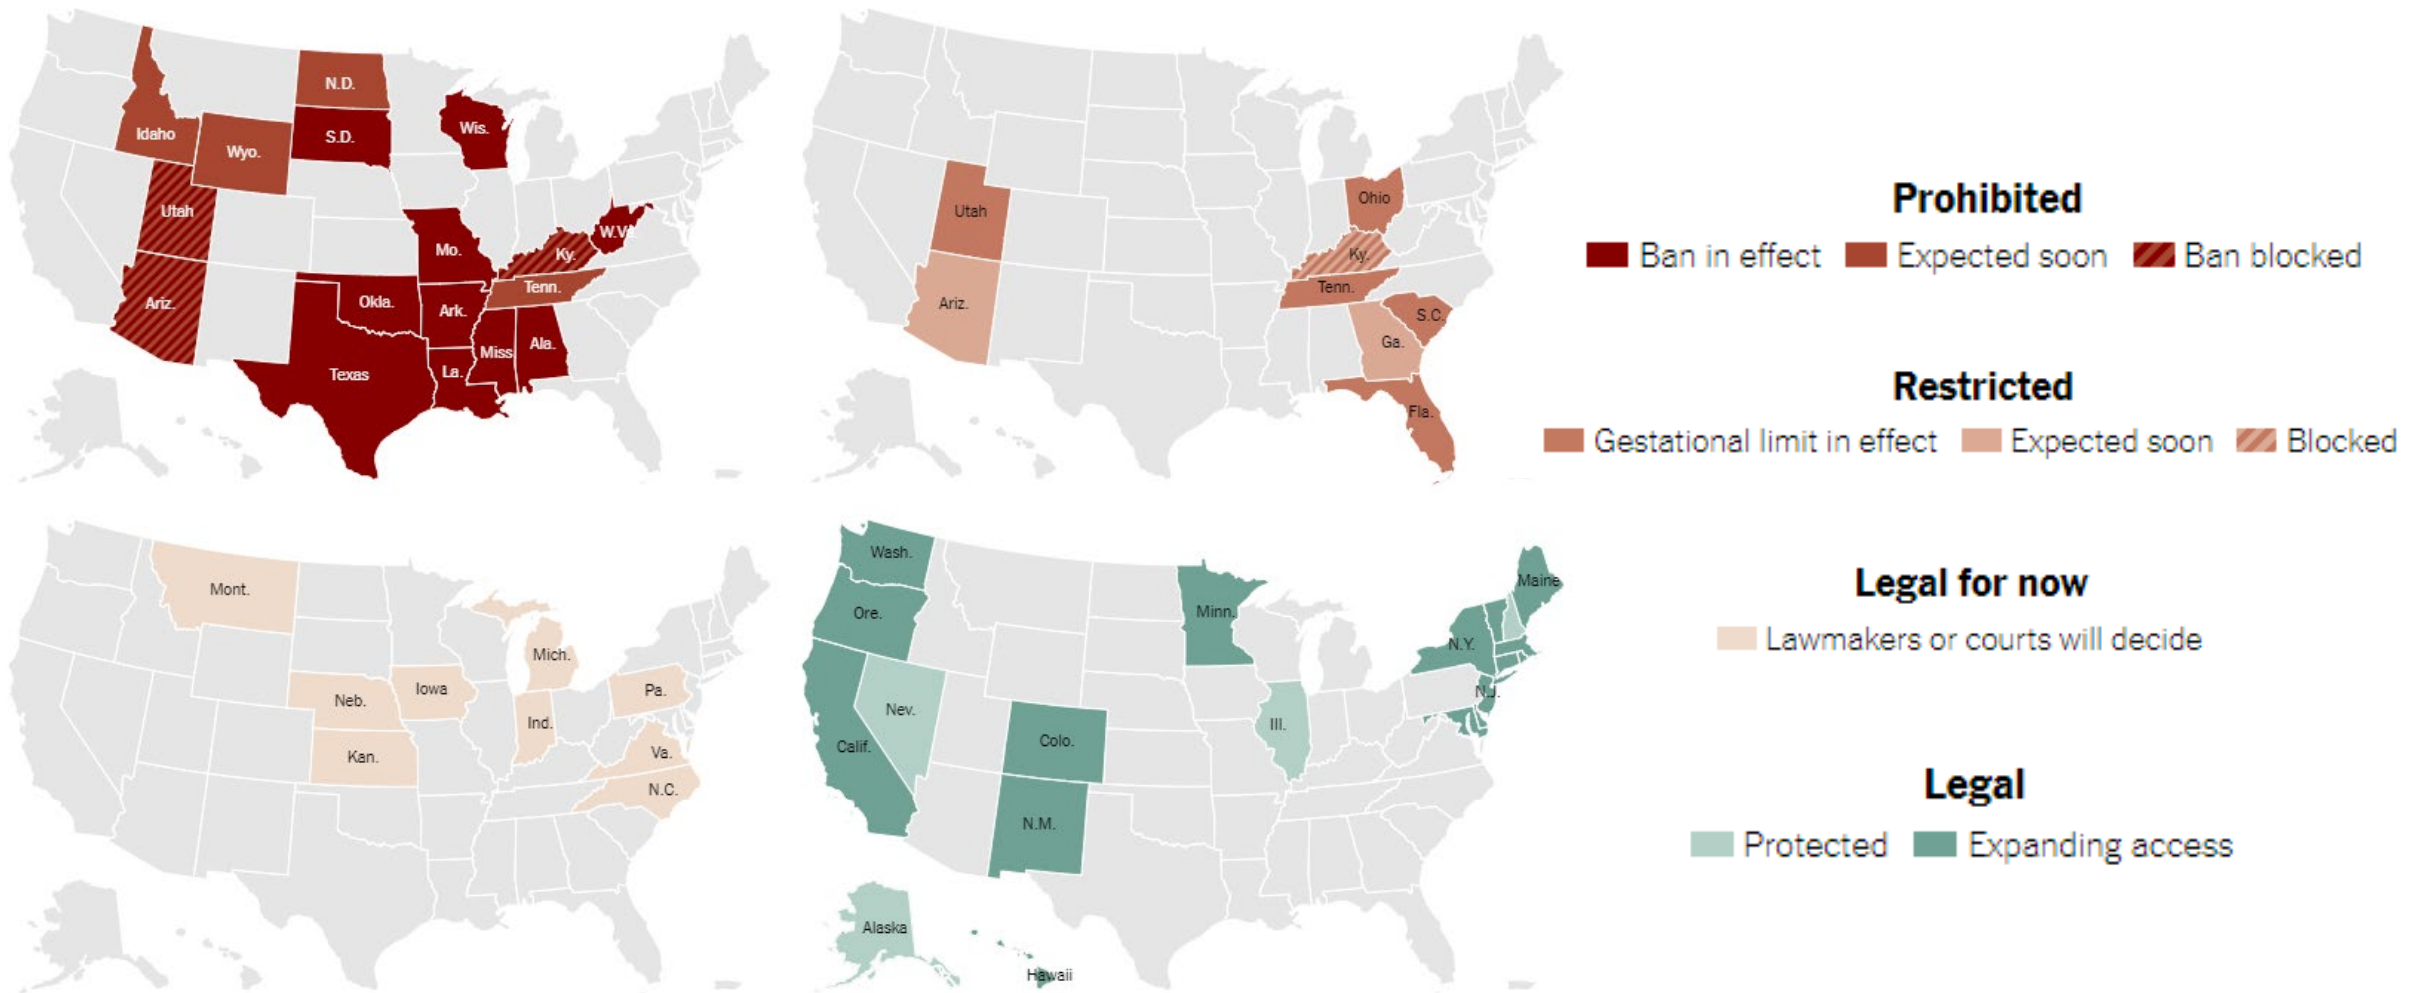 N.D.
Wis.
Idaho
S.D.
Wyo.
Utah
W.V
Mo.
Ky.
Tenn.
Ariz.
Okla.
Ark.
Miss
Ala.
Texas
La.
Ohio
Utah
Ky.
Tenn.
Ariz.
S.C.
Ga.
Fla.
Prohibited
Ban in effect Expected soon Ban blocked
Restricted
Gestational limit in effect Expected soon Blocked
Mont.
Mich.
Iowa
Pa.
Neb.
Ind.
Kan.
Va.
N.C.
Wash.
Maine
Ore.
Minn.
N.Y.
N.J.
Nev.
Ill.
Calif.
Colo.
N.M.
Alaska
Hawaii
Legal for now
Lawmakers or courts will decide
Legal
Protected Expanding access